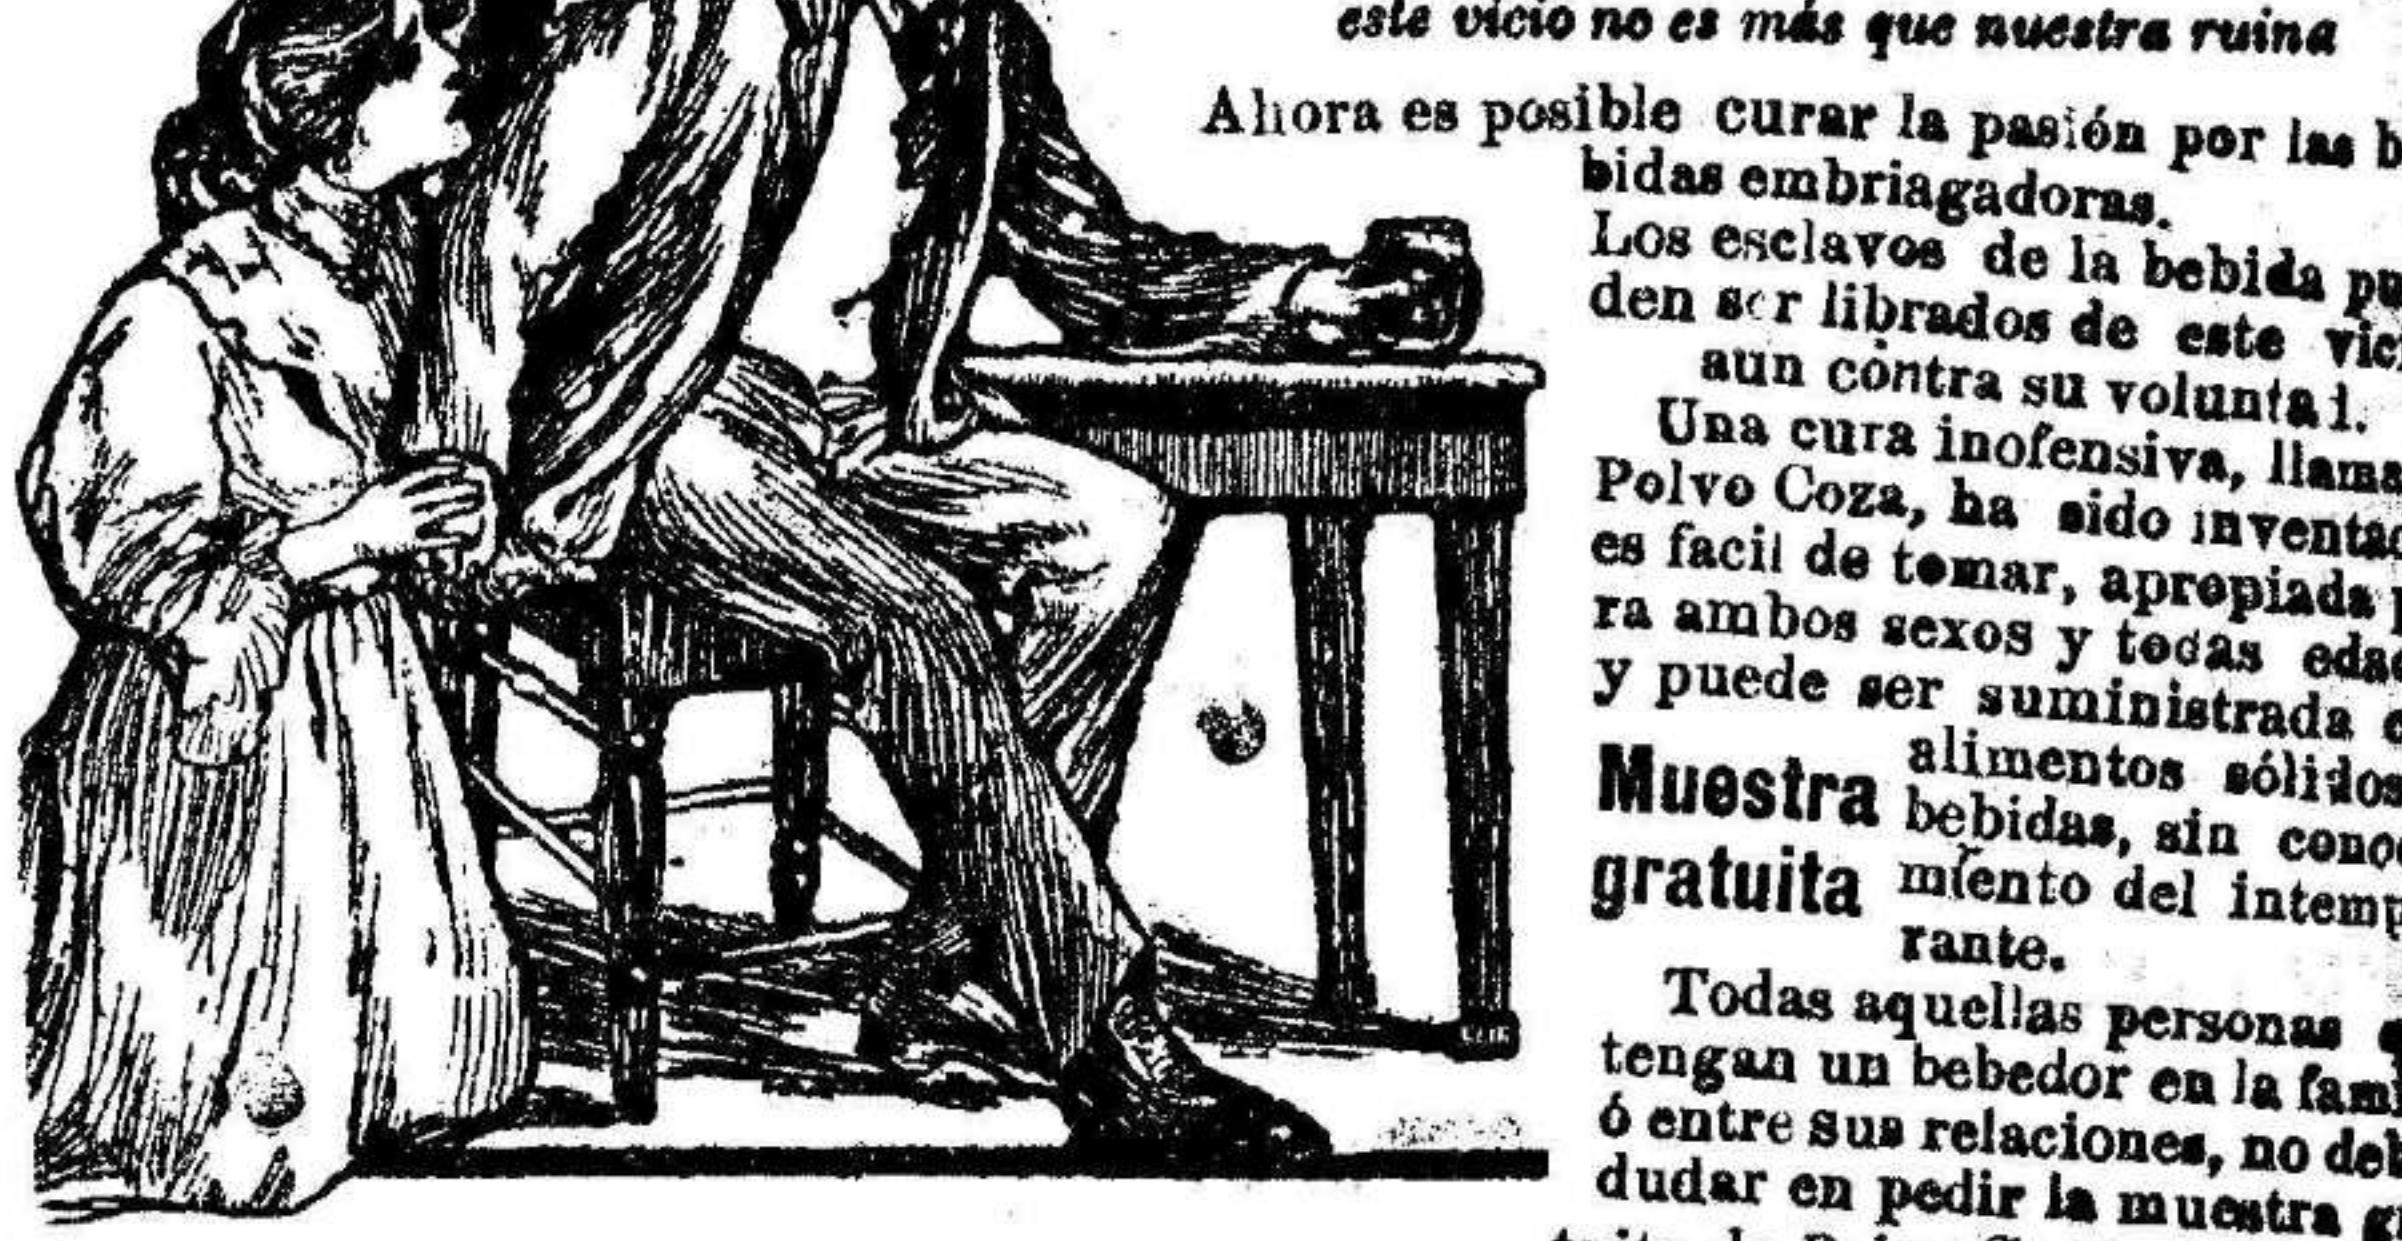 este vicio no es más que nuestra ruina
Ahora es posible curar la pasión por las b
bidas embriagadoras.
Los esclavos de la bebida pu
den ser librados de este vici
aun contra su voluntad.
Una cura inofensiva, llama
Polvo Coza, ha sido inventad
es facil de tomar, apropiada p
ra ambos sexos y todas edad
y puede ser suministrada c
alimentos sólidos
Muestra bebidas, sin conoc
gratuita miento del intemp
rante.
Todas aquellas personas q
tengan un bebedor en la fami
ó entre sus relaciones, no deb
dudar en pedir la muestra gr